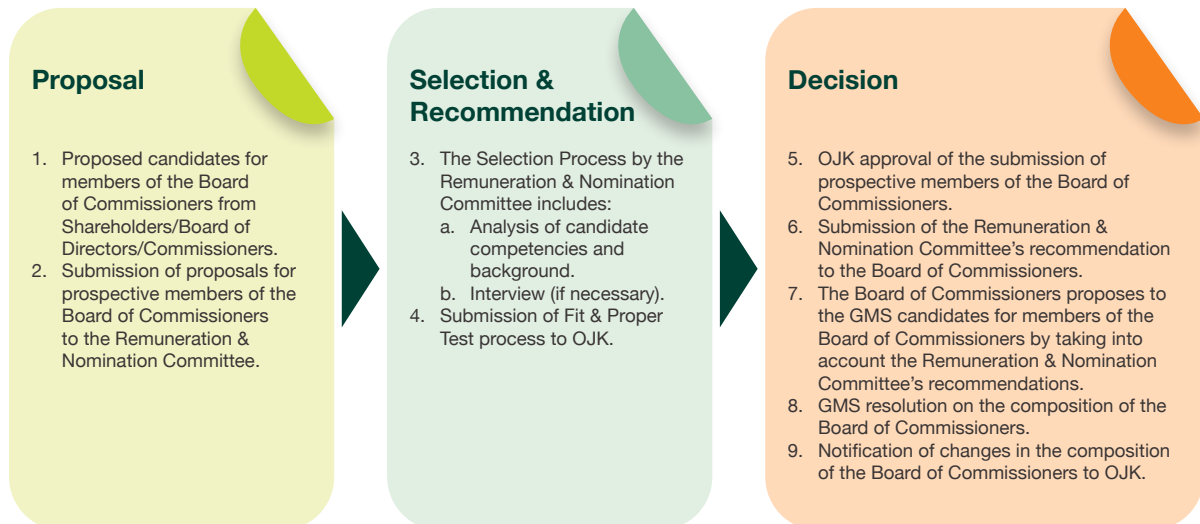 Proposal
1. Proposed candidates for
members of the Board
of Commissioners from
Shareholders/Board of
Directors/Commissioners.
2. Submission of proposals for
prospective members of the
Board of Commissioners
to the Remuneration &
Nomination Committee.
Selection &
Recommendation
3. The Selection Process by the
Remuneration & Nomination
Committee includes:
a. Analysis of candidate
competencies and
background.
b. Interview (if necessary).
4. Submission of Fit & Proper
Test process to OJK.
Decision
5. OJK approval of the submission of
prospective members of the Board of
Commissioners.
6. Submission of the Remuneration &
Nomination Committee's recommendation
to the Board of Commissioners.
7. The Board of Commissioners proposes to
the GMS candidates for members of the
Board of Commissioners by taking into
account the Remuneration & Nomination
Committee's recommendations.
8. GMS resolution on the composition of the
Board of Commissioners.
9. Notification of changes in the composition
of the Board of Commissioners to OJK.